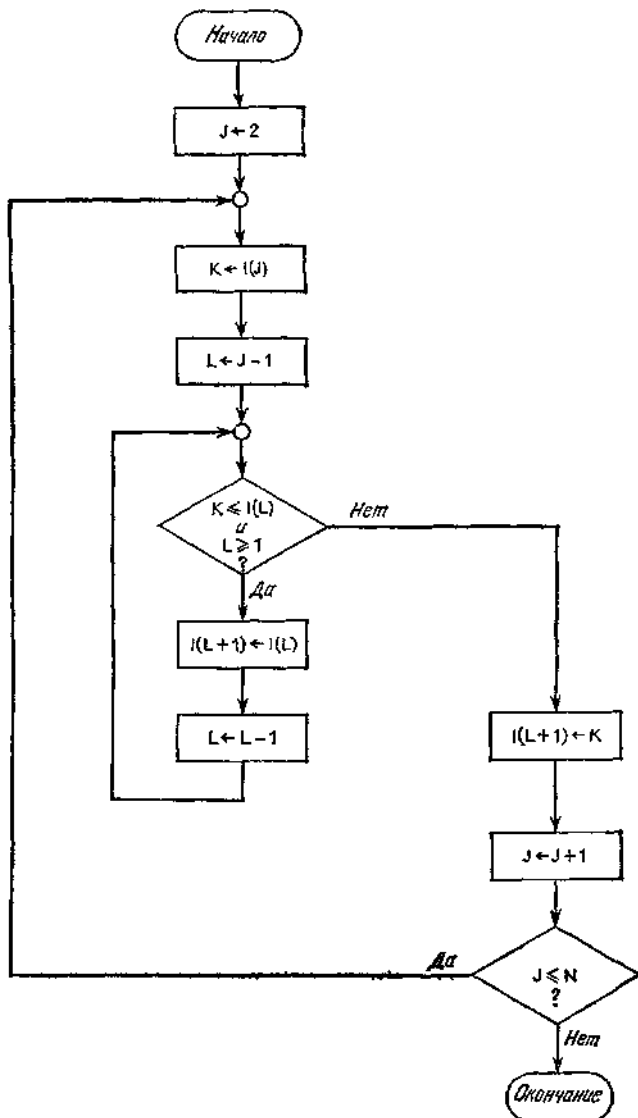 Начало
J ← 2
K ← I(J)
L ← J – 1
K ⩽ I(L)
и
L ⩾ 1
?
Нет
Да
I(L+1) ← I(L)
L ← L – 1
I(L+1) ← K
J ← J+1
Да
J ⩽ N
?
Нет
Окончание